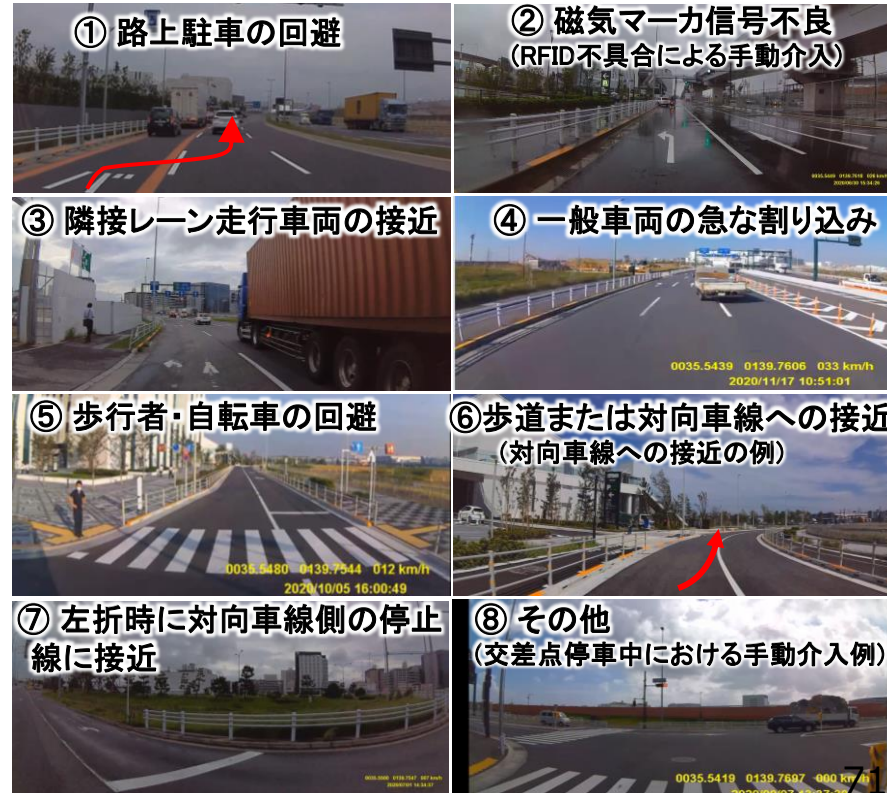 ① 路上駐車の回避
② 磁気マーカ信号不良
(RFID不具合による手動介入)
③ 隣接レーン走行車両の接近
④ 一般車両の急な割り込み
0035.5439 0139.7606 033 km/h
2020/11/17 10:51:01
⑤ 歩行者・自転車の回避
0035.5480 0139.7544 012 km/h
2020/10/05 16:00:49
⑥歩道または対向車線への接近
(対向車線への接近の例)
⑦ 左折時に対向車線側の停止
線に接近
⑧ その他
(交差点停車中における手動介入例)
0035.5419 0139.7697 000 km/h
71